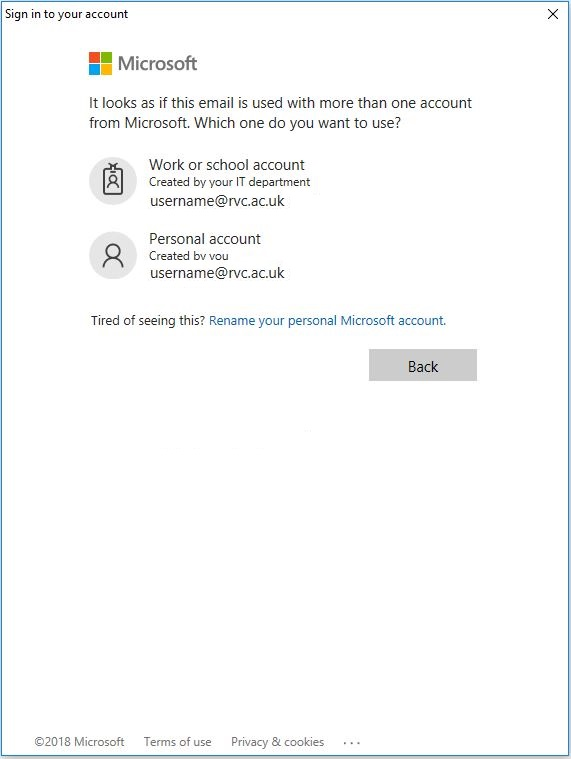 Sign in to your account
Microsoft
It looks as if this email is used with more than one account
from Microsoft. Which one do you want to use?
Work or school account
Created by your IT department
username@rvc.ac.uk
Personal account
Created by you
username@rvc.ac.uk
Tired of seeing this? Rename your personal Microsoft account.
Back
©2018 Microsoft Terms of use Privacy & cookies ...